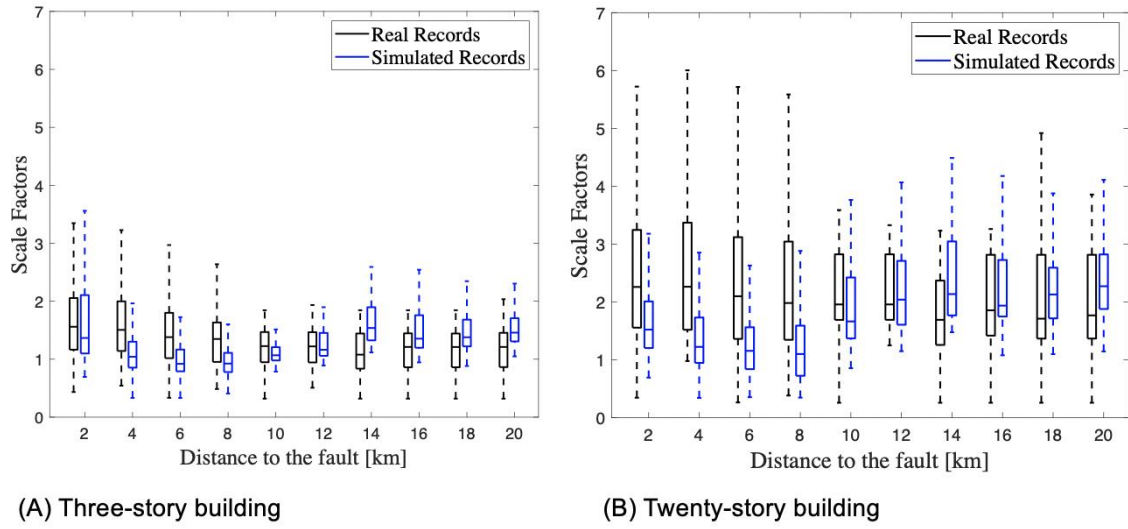 7
6
5
4
3
2
1
0
Scale Factors
Real Records
Simulated Records
2 4 6 8 10 12 14 16 18 20
Distance to the fault [km]
(A) Three-story building
7
6
5
4
3
2
1
0
Scale Factors
Real Records
Simulated Records
2 4 6 8 10 12 14 16 18 20
Distance to the fault [km]
(B) Twenty-story building